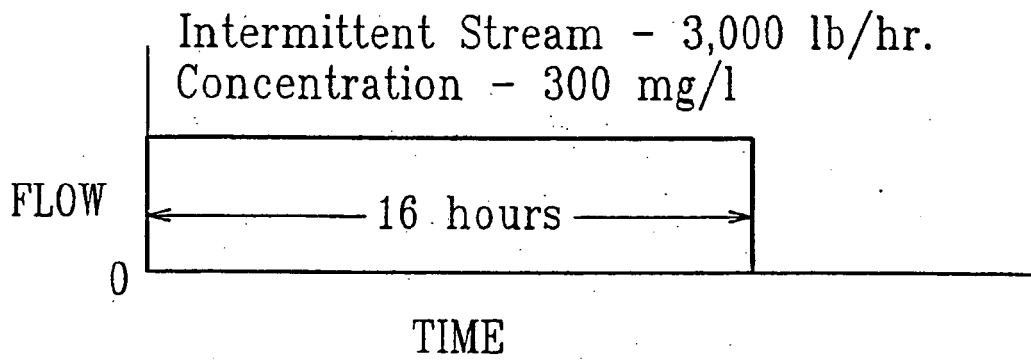 Intermittent Stream - 3,000 lb/hr.
Concentration - 300 mg/l
FLOW
16 hours
0
TIME